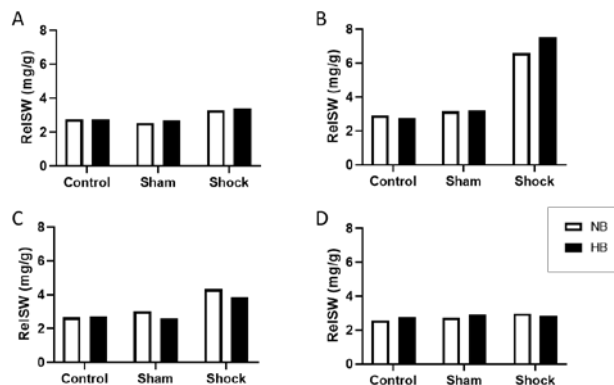 A
RelSW (mg/g)
8
6
4
2
0
Control Sham Shock
B
RelSW (mg/g)
8
6
4
2
0
Control Sham Shock
C
RelSW (mg/g)
8
6
4
2
0
Control Sham Shock
D
RelSW (mg/g)
8
6
4
2
0
Control Sham Shock
NB
HB